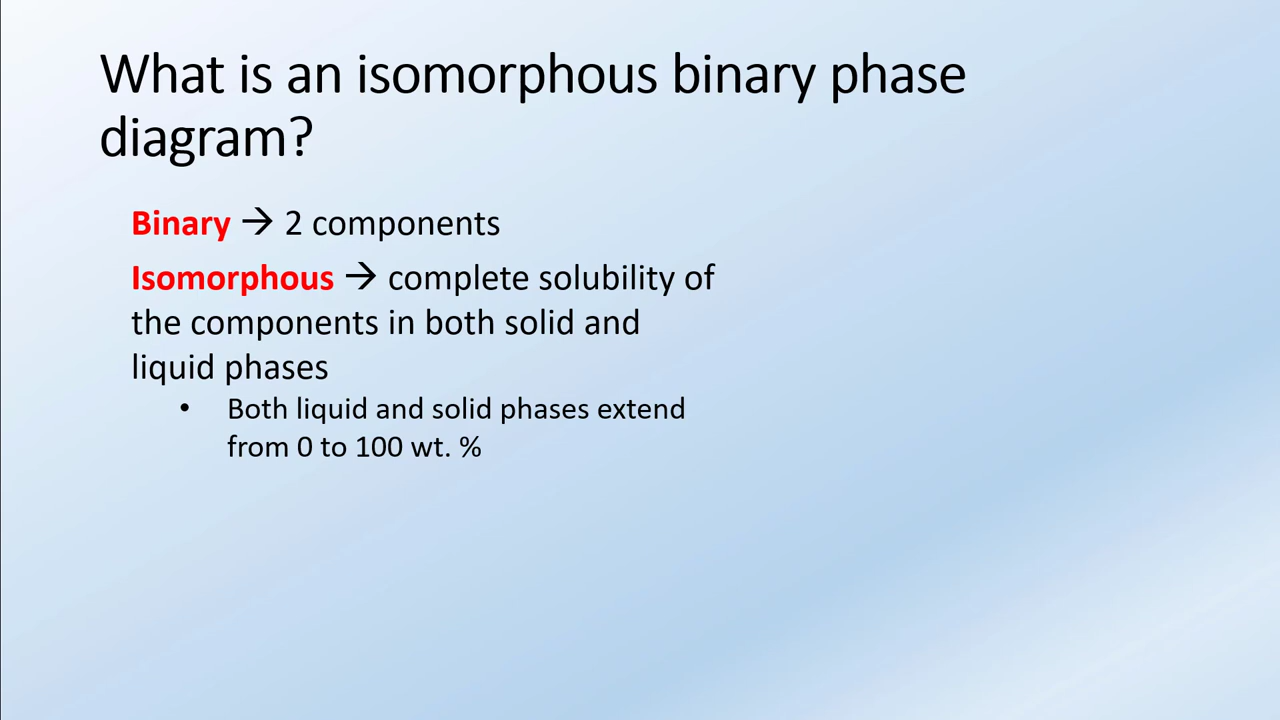 What is an isomorphous binary phase
diagram?
Binary → 2 components
Isomorphous → complete solubility of
the components in both solid and
liquid phases
• Both liquid and solid phases extend
from 0 to 100 wt. %